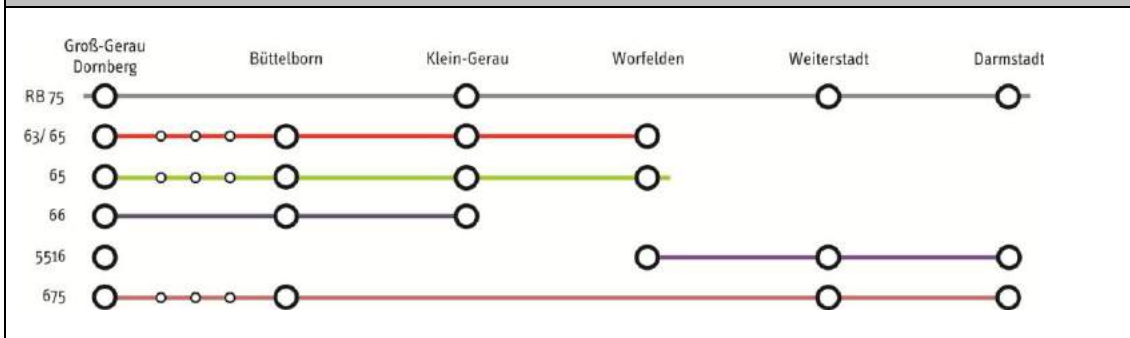 Groß-Gerau
Dornberg
Büttelborn
Klein-Gerau
Worfelden
Weiterstadt
Darmstadt
RB 75
63/ 65
65
66
5516
675